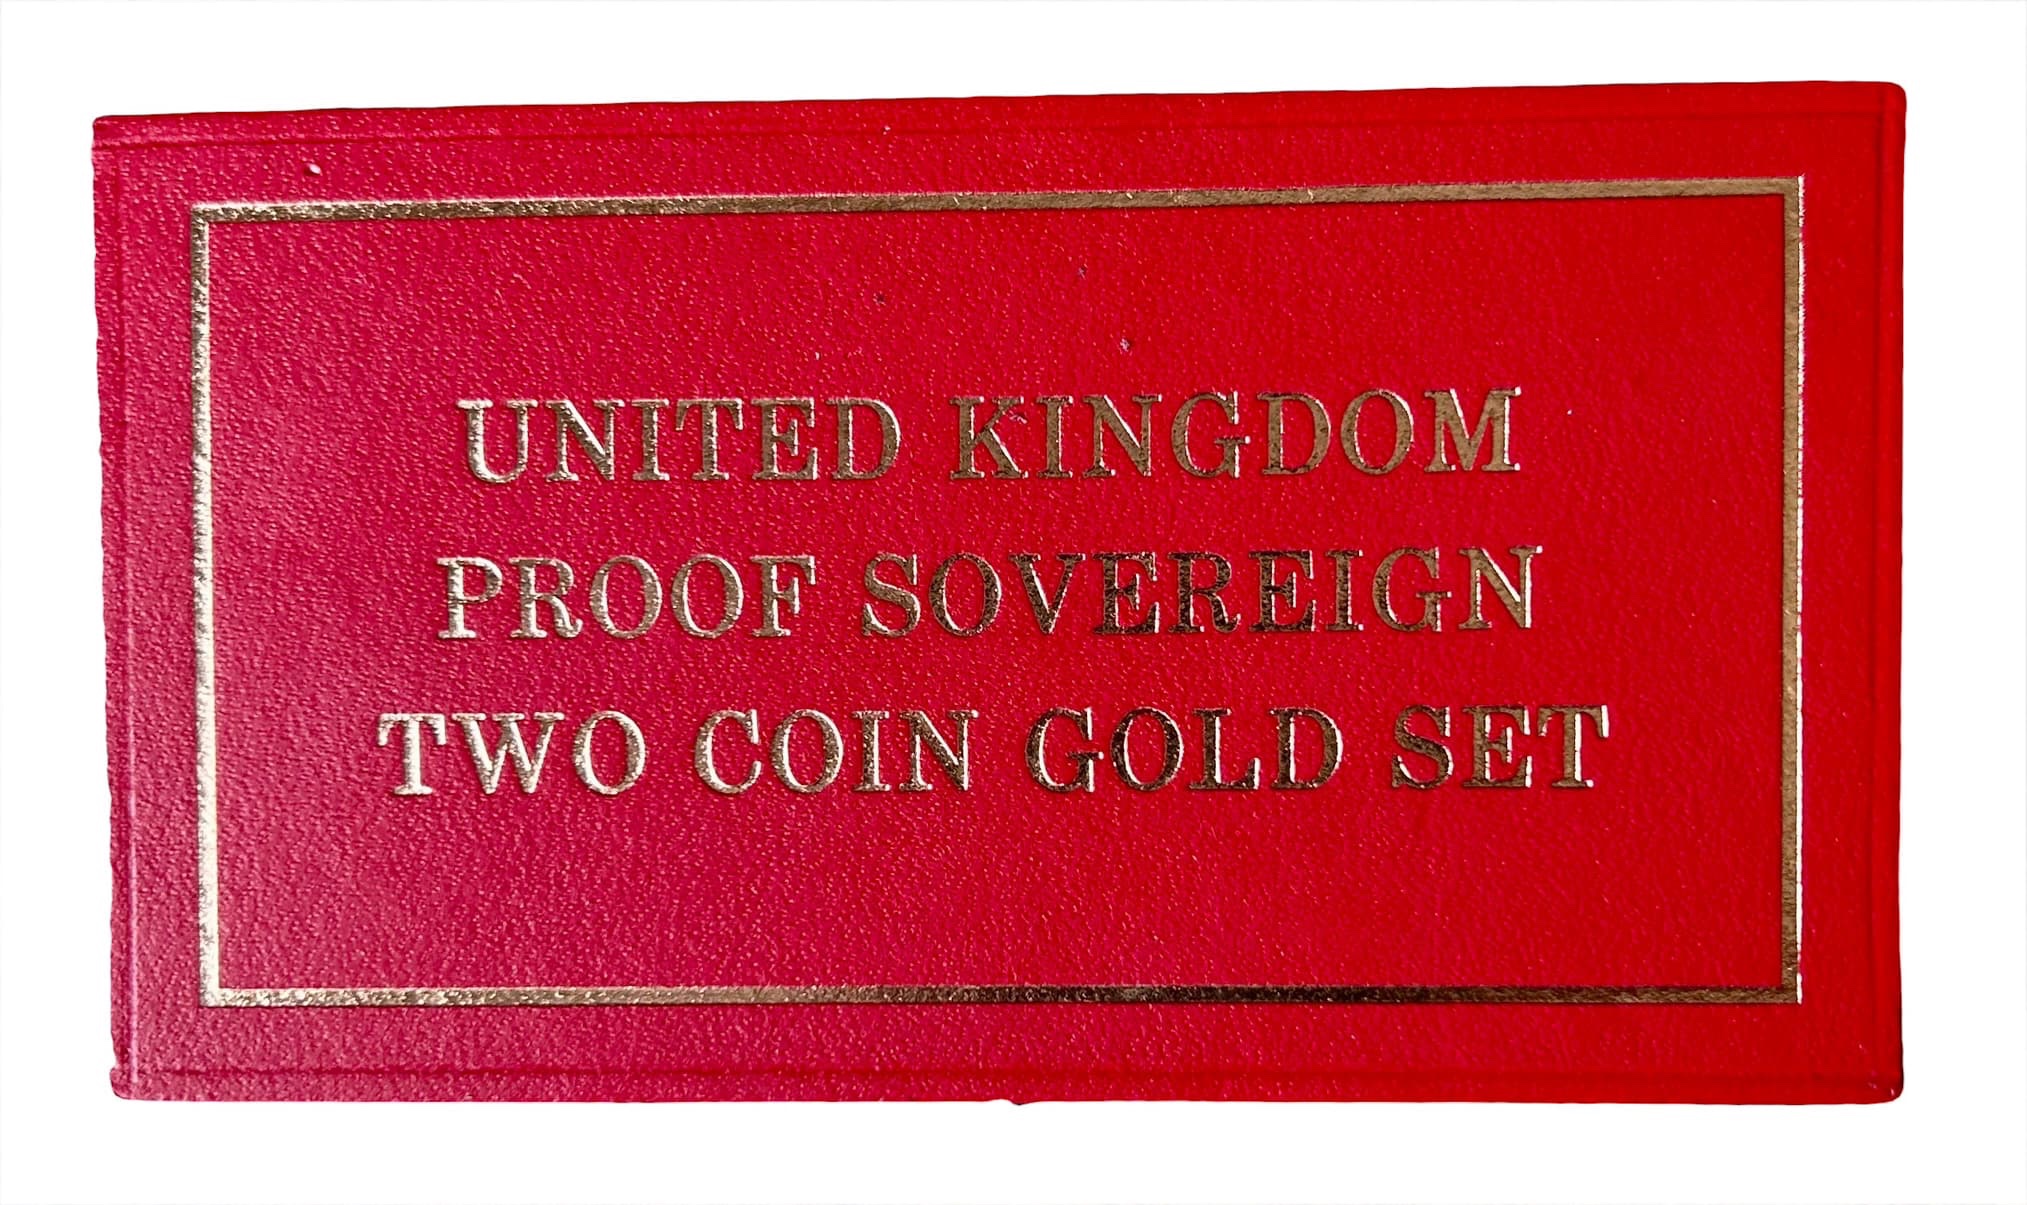 UNITED KINGDOM
PROOF SOVEREIGN
TWO COIN GOLD SET